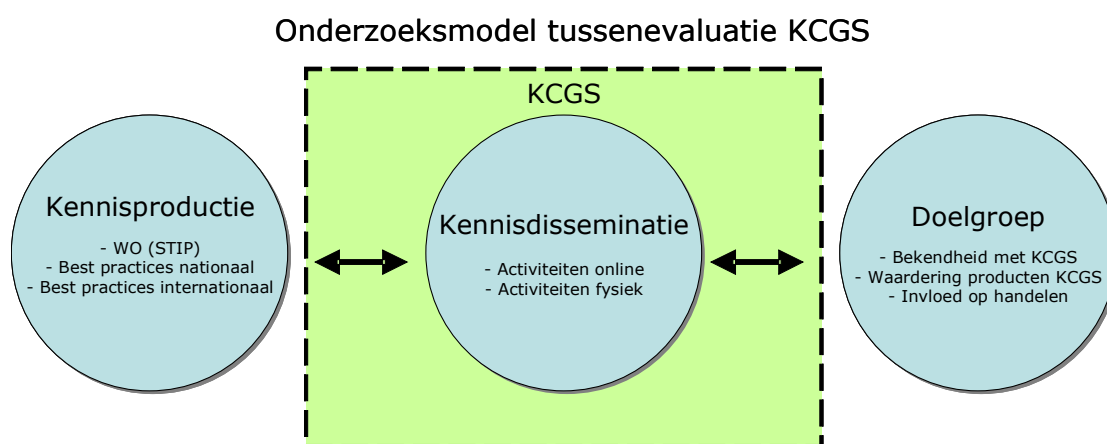 Onderzoeksmodel tussenevaluatie KCGS
KCGS
Kennisproductie
- WO (STIP)
- Best practices nationaal
- Best practices internationaal
Kennisdisseminatie
- Activiteiten online
- Activiteiten fysiek
Doelgroep
- Bekendheid met KCGS
- Waardering producten KCGS
- Invloed op handelen